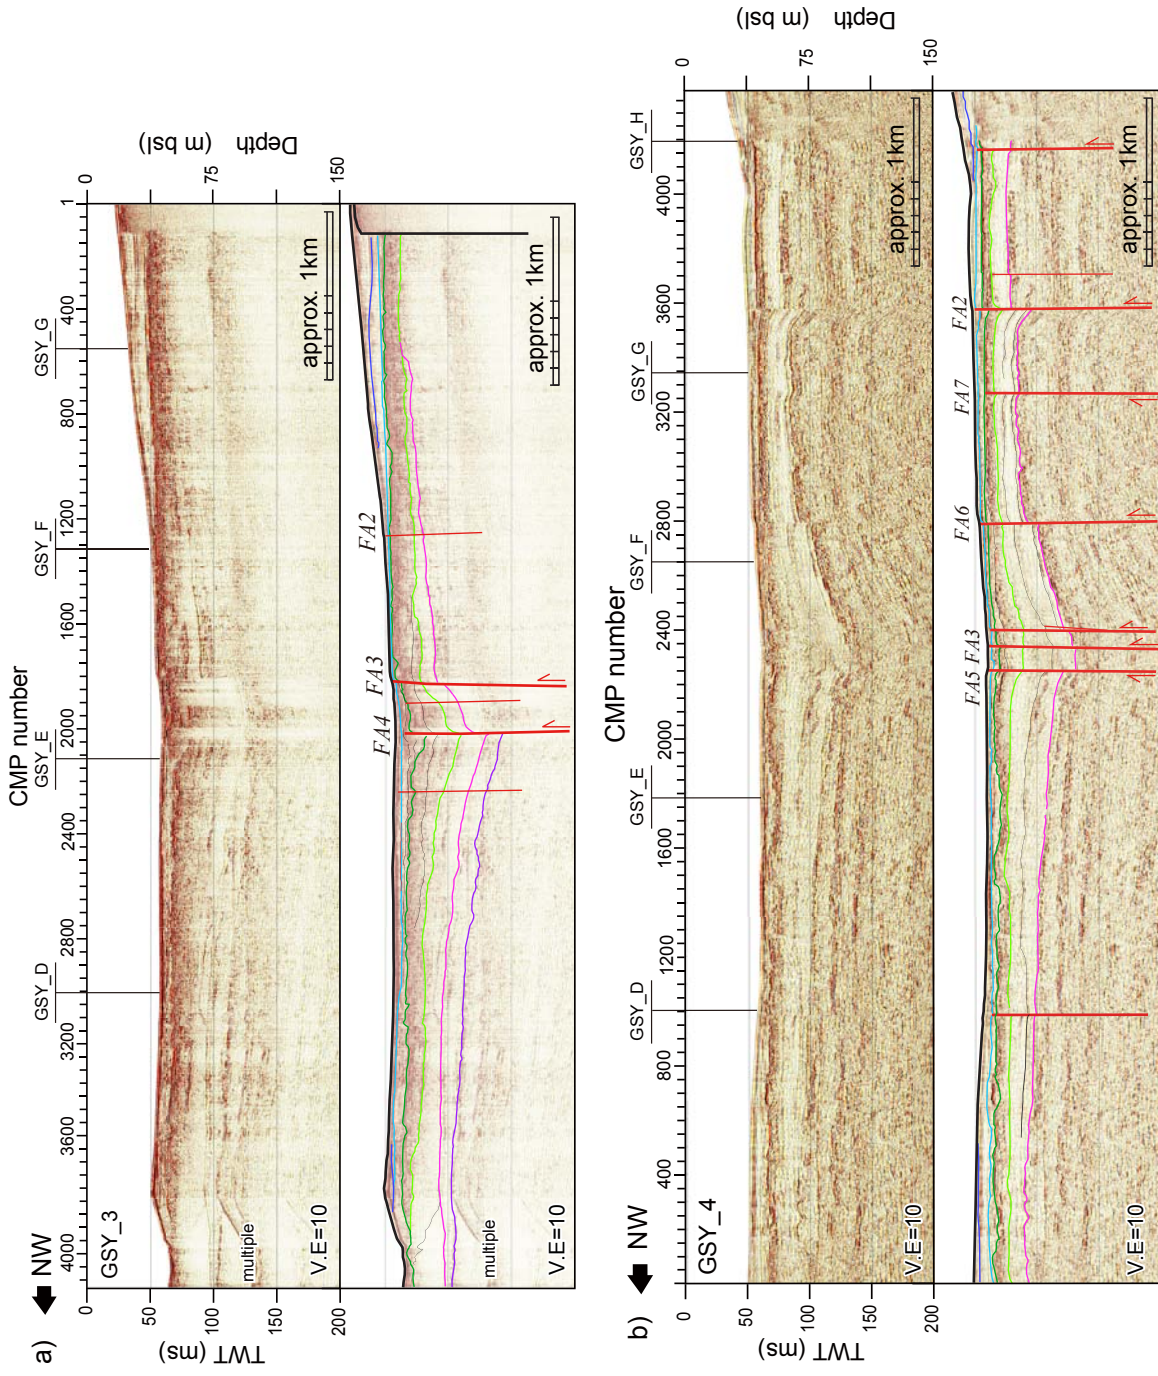 a)
NW
CMP number
4000
3600
3200
2800
2400
2000
1600
1200
800
400
1
GSY_D
GSY_E
GSY_F
GSY_G
GSY_3
TWT (ms)
0
50
100
150
200
Depth
(m bsl)
0
75
150
multiple
V.E=10
approx. 1km
FA4
FA3
FA2
multiple
V.E=10
approx. 1km
b)
NW
CMP number
400
800
1200
1600
2000
2400
2800
3200
3600
4000
GSY_D
GSY_E
GSY_F
GSY_G
GSY_H
GSY_4
TWT (ms)
0
50
100
150
200
Depth
(m bsl)
0
75
150
V.E=10
approx. 1km
FA5
FA3
FA6
FA7
FA2
V.E=10
approx. 1km